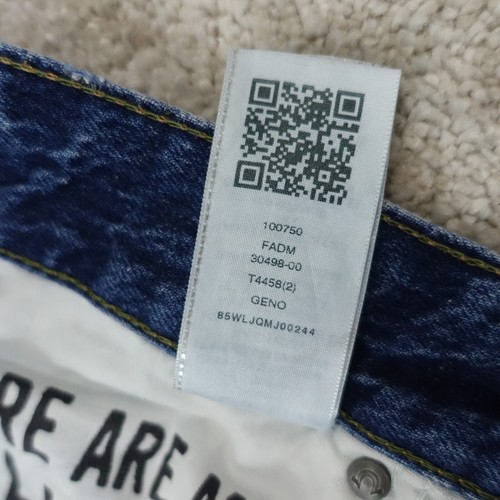 100750
FADM
30498-00
T4458(2)
GENO
85WLJQMJ00244
RE ARE